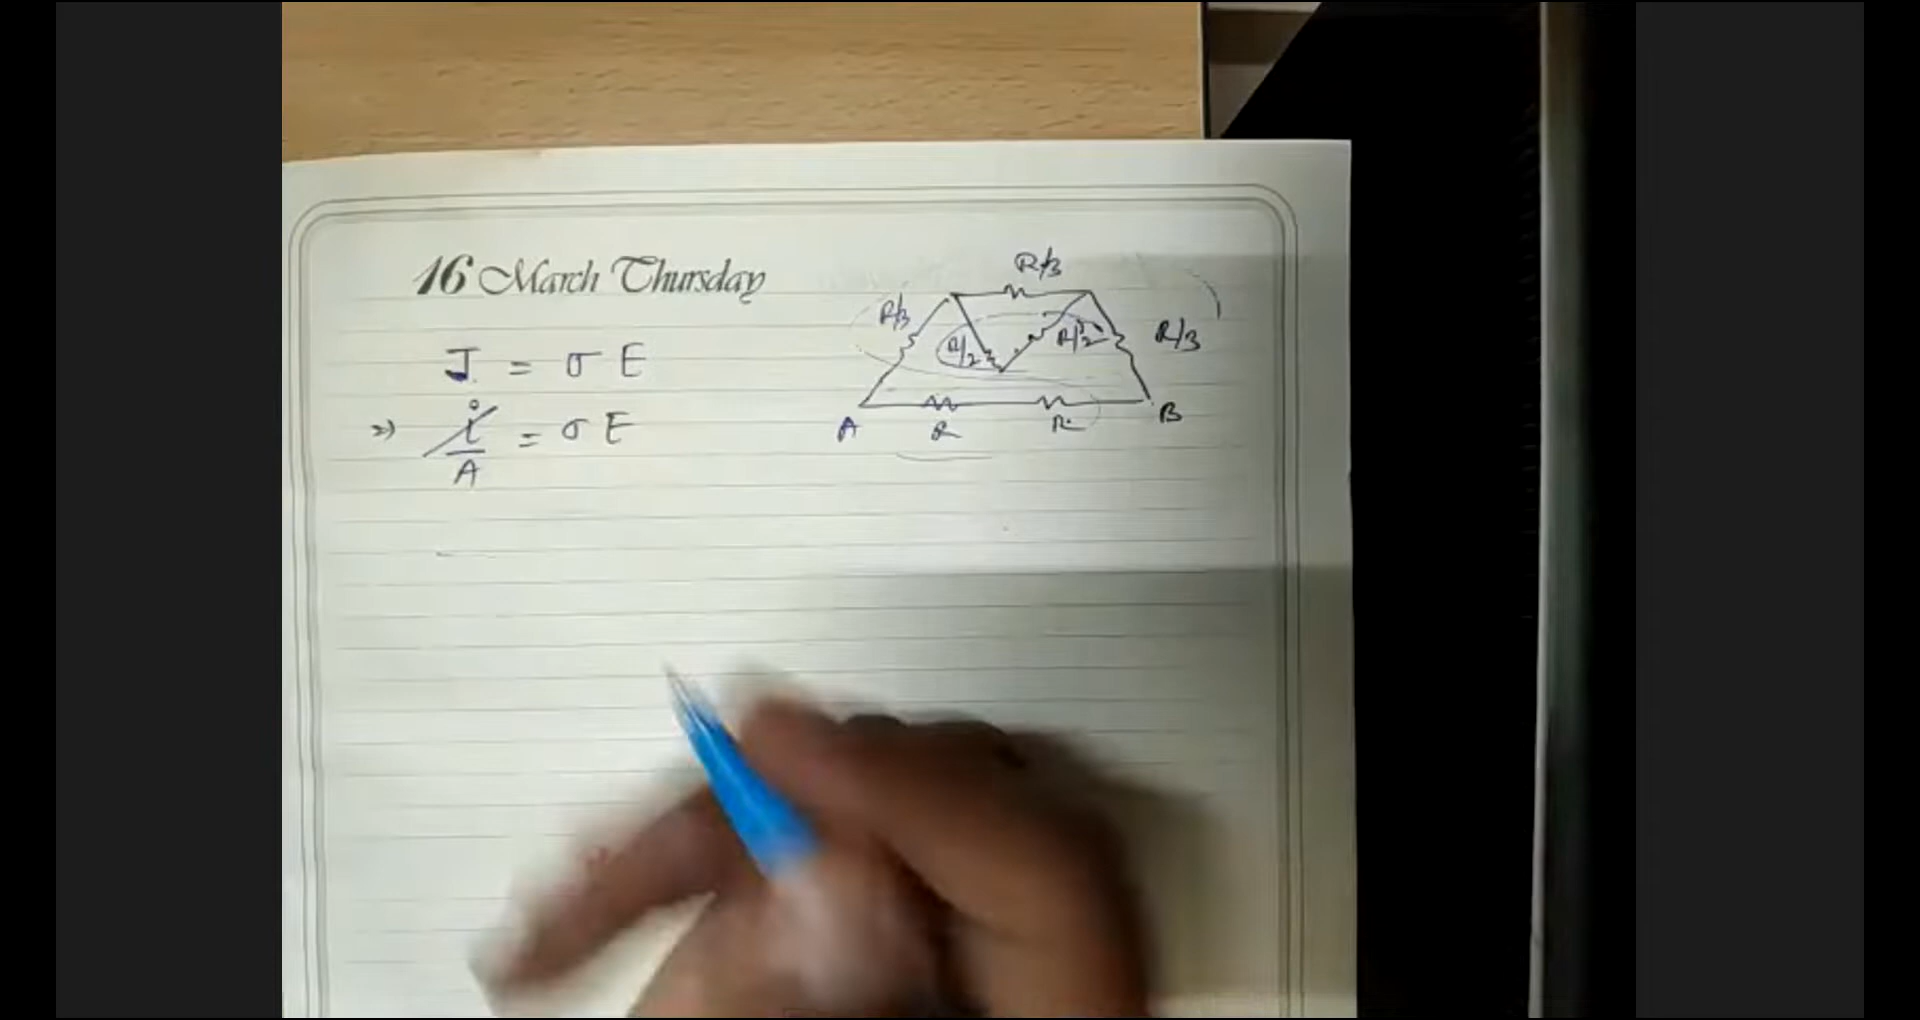 16 March Thursday
J = σ E
⇒ i/A = σ E
R/3
R/3
R/2
R/2
R/3
A
R
R
B